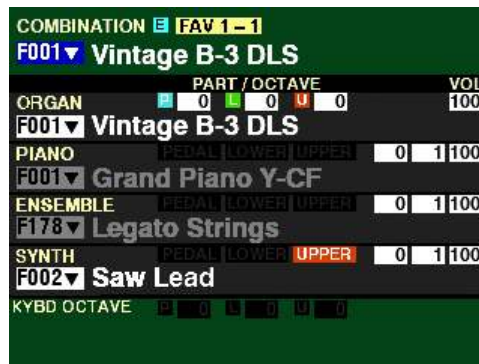 COMBINATION E FAV 1 – 1
F001▼ Vintage B-3 DLS
PART / OCTAVE VOL
ORGAN P 0 L 0 U 0 100
F001▼ Vintage B-3 DLS
PIANO PEDAL LOWER UPPER 0 1 100
F001▼ Grand Piano Y-CF
ENSEMBLE PEDAL LOWER UPPER 0 1 100
F178▼ Legato Strings
SYNTH PEDAL LOWER UPPER 0 1 100
F002▼ Saw Lead
KYBD OCTAVE P 0 L 0 U 0